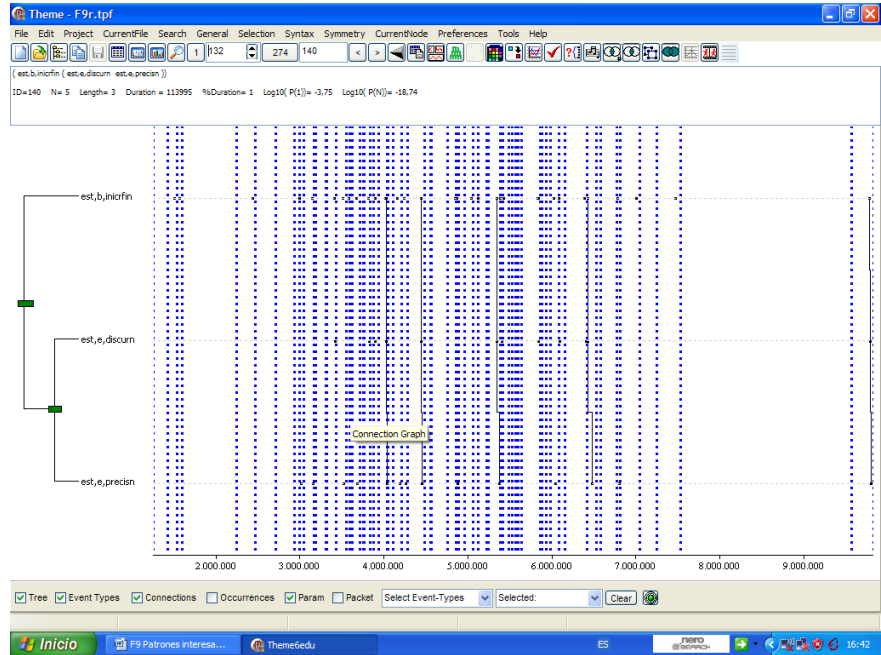 Theme - F9r.tpf
File Edit Project CurrentFile Search General Selection Syntax Symmetry CurrentNode Preferences Tools Help
1 132 274 140 < >
( est,b,inicrfin ( est,e,discurn est,e,precisn ))
ID=140 N= 5 Length= 3 Duration = 113995 %Duration= 1 Log10( P(1))= -3,75 Log10( P(N))= -18,74
est,b,inicrfin
est,e,discurn
Connection Graph
est,e,precisn
2.000.000 3.000.000 4.000.000 5.000.000 6.000.000 7.000.000 8.000.000 9.000.000
Tree Event Types Connections Occurrences Param Packet Select Event-Types Selected: Clear
Inicio F9 Patrones interesa... Theme6edu ES nero SEARCH 16:42